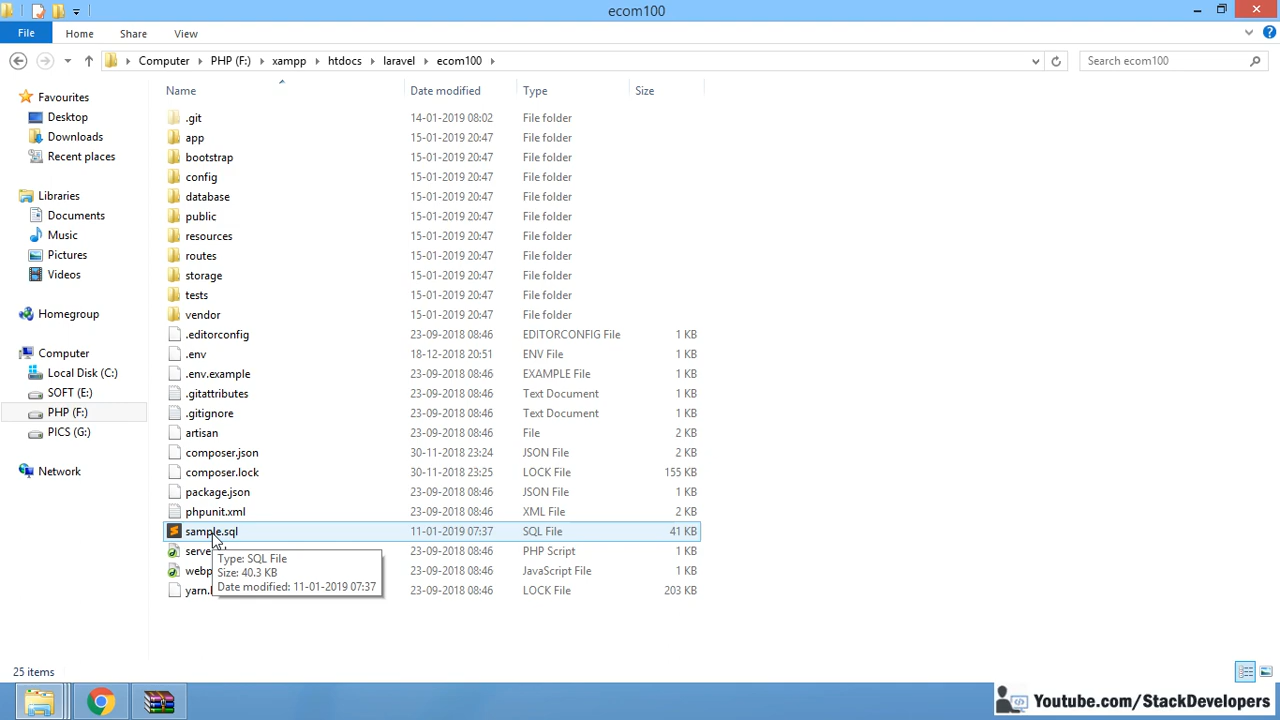 ecom100
File Home Share View
Computer PHP (F:) xampp htdocs laravel ecom100
Search ecom100
Name Date modified Type Size
Favourites
Desktop
Downloads
Recent places
Libraries
Documents
Music
Pictures
Videos
Homegroup
Computer
Local Disk (C:)
SOFT (E:)
PHP (F:)
PICS (G:)
Network
.git 14-01-2019 08:02 File folder
app 15-01-2019 20:47 File folder
bootstrap 15-01-2019 20:47 File folder
config 15-01-2019 20:47 File folder
database 15-01-2019 20:47 File folder
public 15-01-2019 20:47 File folder
resources 15-01-2019 20:47 File folder
routes 15-01-2019 20:47 File folder
storage 15-01-2019 20:47 File folder
tests 15-01-2019 20:47 File folder
vendor 15-01-2019 20:47 File folder
.editorconfig 23-09-2018 08:46 EDITORCONFIG File 1 KB
.env 18-12-2018 20:51 ENV File 1 KB
.env.example 23-09-2018 08:46 EXAMPLE File 1 KB
.gitattributes 23-09-2018 08:46 Text Document 1 KB
.gitignore 23-09-2018 08:46 Text Document 1 KB
artisan 23-09-2018 08:46 File 2 KB
composer.json 30-11-2018 23:24 JSON File 2 KB
composer.lock 30-11-2018 23:25 LOCK File 155 KB
package.json 23-09-2018 08:46 JSON File 1 KB
phpunit.xml 23-09-2018 08:46 XML File 2 KB
sample.sql 11-01-2019 07:37 SQL File 41 KB
23-09-2018 08:46 PHP Script 1 KB
23-09-2018 08:46 JavaScript File 1 KB
23-09-2018 08:46 LOCK File 203 KB
Type: SQL File
Size: 40.3 KB
Date modified: 11-01-2019 07:37
25 items
Youtube.com/StackDevelopers